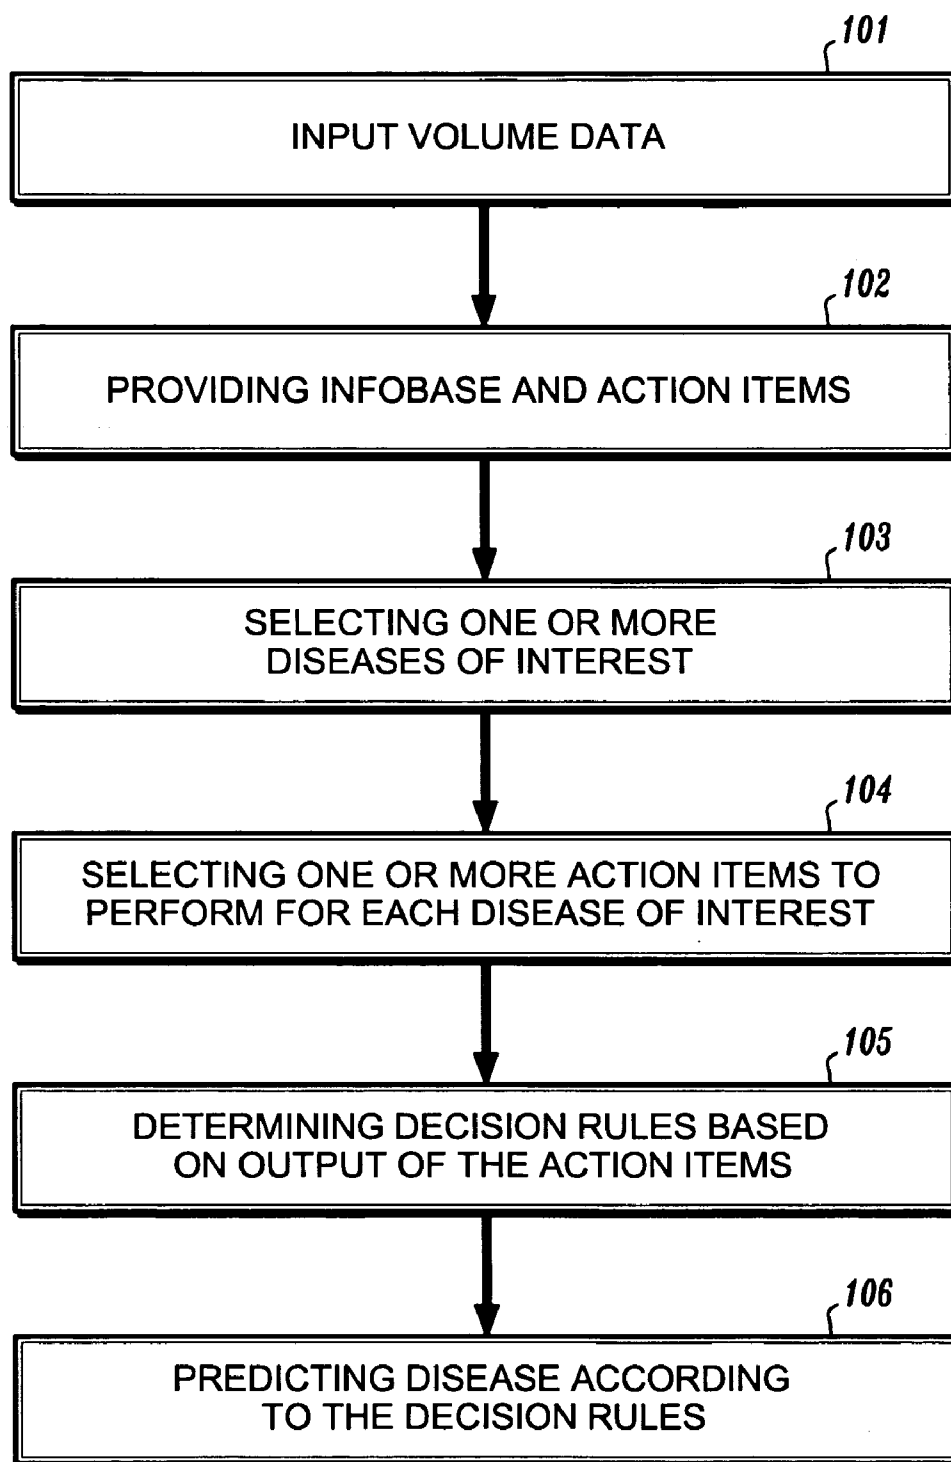 101
INPUT VOLUME DATA
102
PROVIDING INFOBASE AND ACTION ITEMS
103
SELECTING ONE OR MORE
DISEASES OF INTEREST
104
SELECTING ONE OR MORE ACTION ITEMS TO
PERFORM FOR EACH DISEASE OF INTEREST
105
DETERMINING DECISION RULES BASED
ON OUTPUT OF THE ACTION ITEMS
106
PREDICTING DISEASE ACCORDING
TO THE DECISION RULES